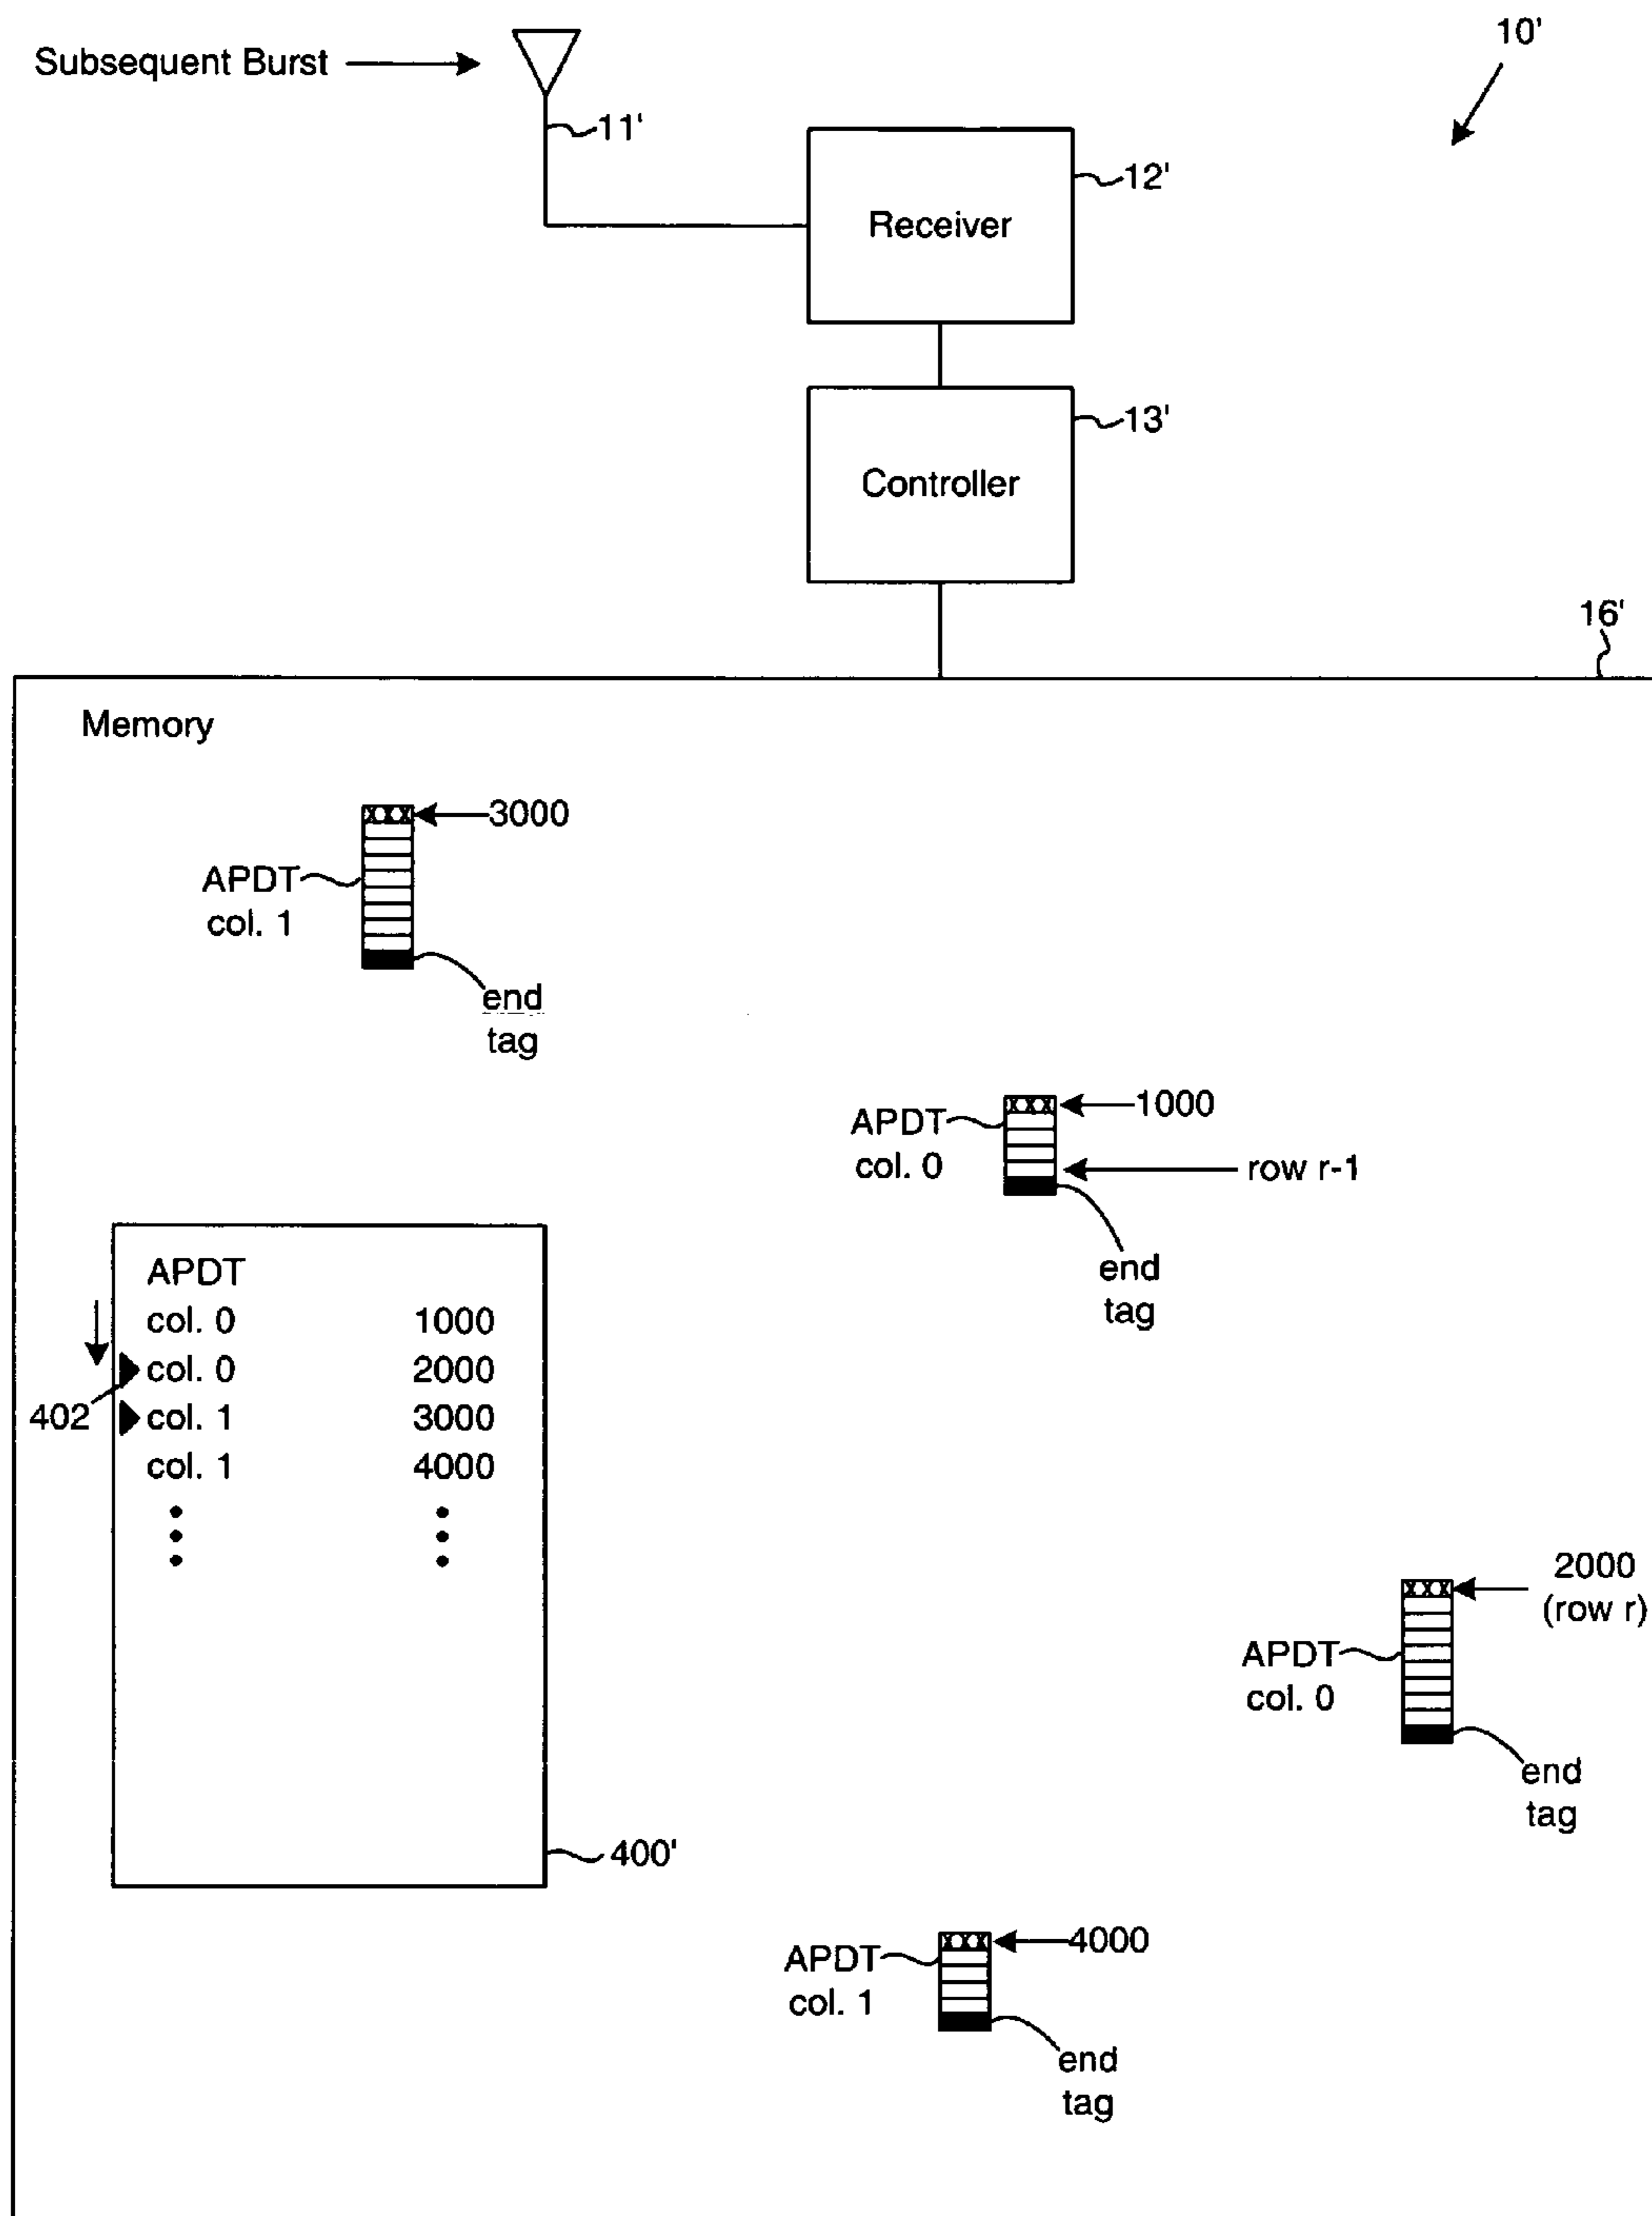 10'
Subsequent Burst
11'
12'
Receiver
13'
Controller
16'
Memory
3000
APDT
col. 1
end
tag
1000
APDT
col. 0
row r-1
end
tag
APDT
col. 0 1000
col. 0 2000
402
col. 1 3000
col. 1 4000
2000
(row r)
APDT
col. 0
end
tag
400'
4000
APDT
col. 1
end
tag